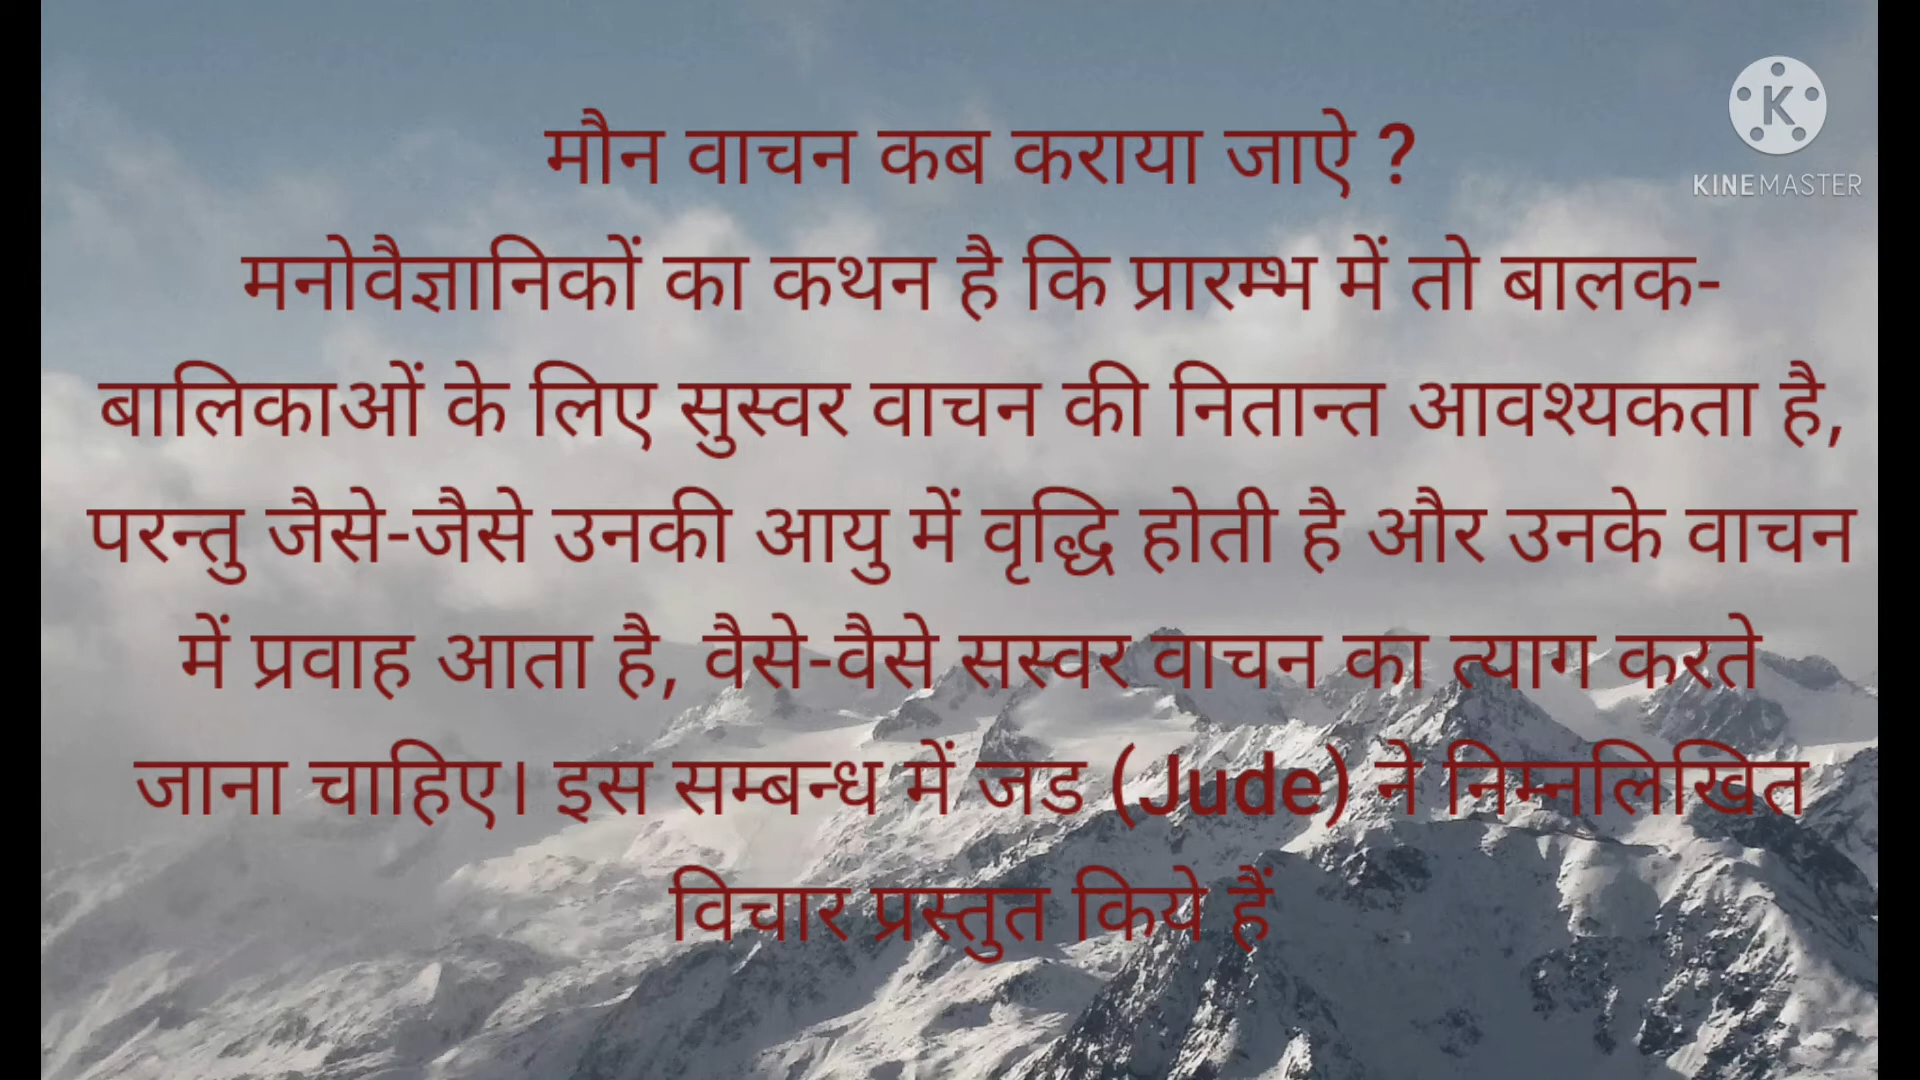 मौन वाचन कब कराया जाऐ ?
KINEMASTER
मनोवैज्ञानिकों का कथन है कि प्रारम्भ में तो बालक-
बालिकाओं के लिए सुस्वर वाचन की नितान्त आवश्यकता है,
परन्तु जैसे-जैसे उनकी आयु में वृद्धि होती है और उनके वाचन
में प्रवाह आता है, वैसे-वैसे सस्वर वाचन का त्याग करते
जाना चाहिए। इस सम्बन्ध में जड (Jude) ने निम्नलिखित
विचार प्रस्तुत किये हैं